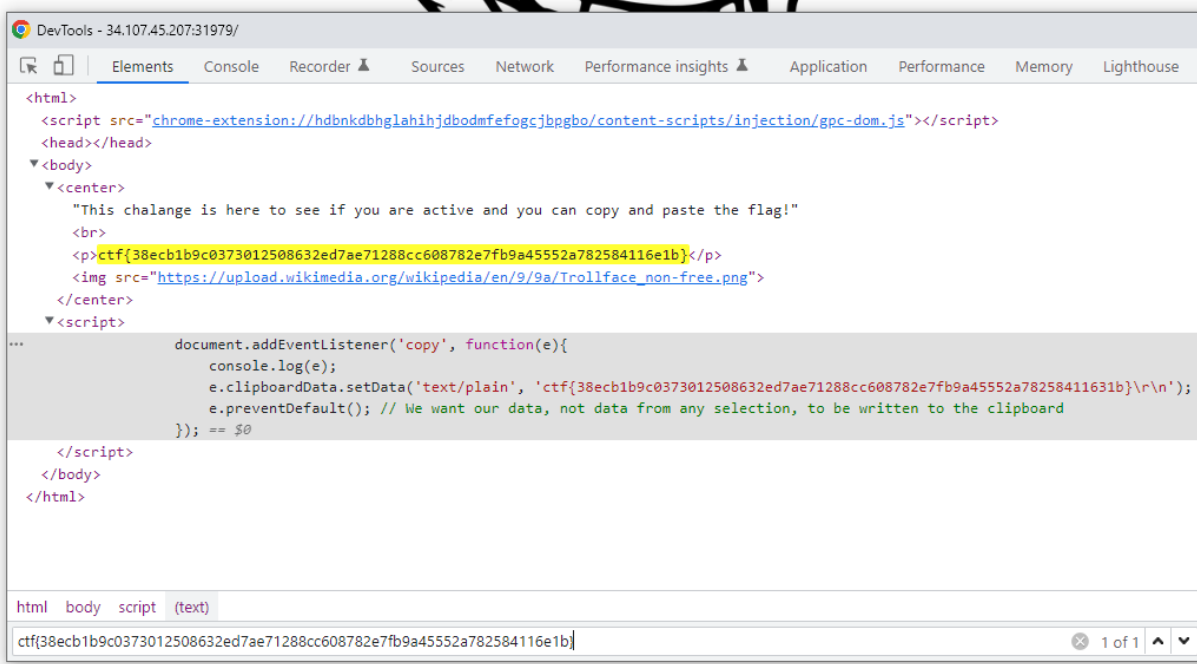 DevTools - 34.107.45.207:31979/
Elements Console Recorder Sources Network Performance insights Application Performance Memory Lighthouse
<html>
<script src="chrome-extension://hdbnkdbhglahihjdbodmfefogcjbpgbo/content-scripts/injection/gpc-dom.js"></script>
<head></head>
▼<body>
▼<center>
"This chalange is here to see if you are active and you can copy and paste the flag!"
<br>
<p>ctf{38ecb1b9c0373012508632ed7ae71288cc608782e7fb9a45552a782584116e1b}</p>
<img src="https://upload.wikimedia.org/wikipedia/en/9/9a/Trollface_non-free.png">
</center>
▼<script>
... document.addEventListener('copy', function(e){
console.log(e);
e.clipboardData.setData('text/plain', 'ctf{38ecb1b9c0373012508632ed7ae71288cc608782e7fb9a45552a78258411631b}\r\n');
e.preventDefault(); // We want our data, not data from any selection, to be written to the clipboard
}); == $0
</script>
</body>
</html>
html body script (text)
ctf{38ecb1b9c0373012508632ed7ae71288cc608782e7fb9a45552a782584116e1b} 1 of 1